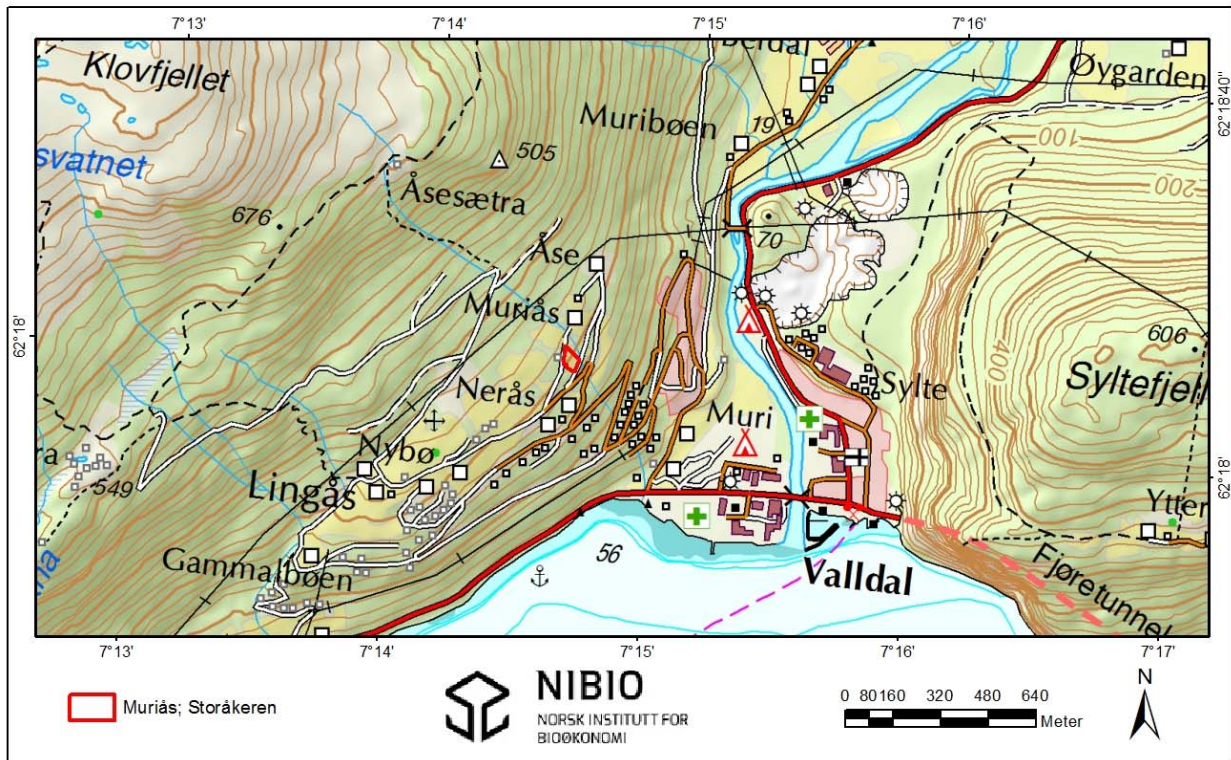 7°13' 7°14' 7°15' 7°16'
Klovfjellet
Øygarden
62°18'40"
Muribøen
19
100
svatnet
505
Åsesætra
200
676
70
Åse
Muriås
62°18'
606
400
Nerås
Sylte
Syltefjell
Muri
Nybø
Lingås
549
62°18'
Ytter
56
Gammalbøen
Valldal
Fjøretunnel
7°13' 7°14' 7°15' 7°16' 7°17'
Muriås; Storåkeren
NIBIO
NORSK INSTITUTT FOR
BIOØKONOMI
0 80 160 320 480 640
Meter
N